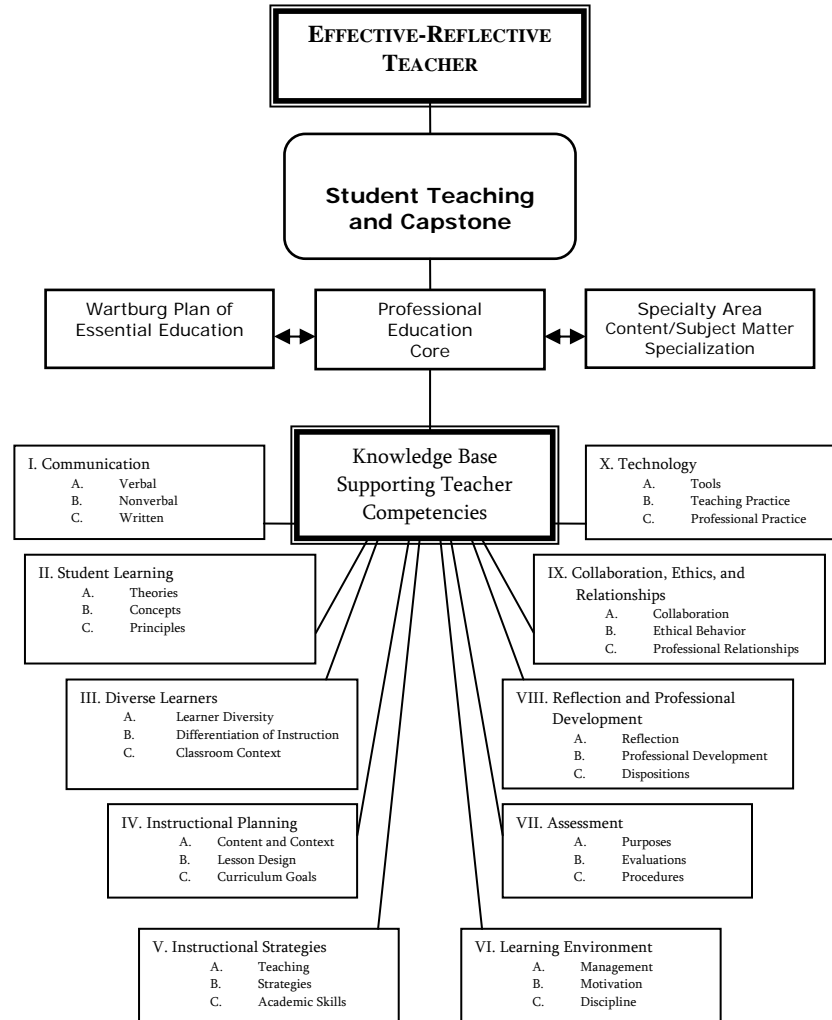 EFFECTIVE-REFLECTIVE
TEACHER
Student Teaching
and Capstone
Wartburg Plan of
Essential Education
Professional
Education
Core
Specialty Area
Content/Subject Matter
Specialization
Knowledge Base
Supporting Teacher
Competencies
I. Communication
A. Verbal
B. Nonverbal
C. Written
II. Student Learning
A. Theories
B. Concepts
C. Principles
III. Diverse Learners
A. Learner Diversity
B. Differentiation of Instruction
C. Classroom Context
IV. Instructional Planning
A. Content and Context
B. Lesson Design
C. Curriculum Goals
V. Instructional Strategies
A. Teaching
B. Strategies
C. Academic Skills
VI. Learning Environment
A. Management
B. Motivation
C. Discipline
VII. Assessment
A. Purposes
B. Evaluations
C. Procedures
VIII. Reflection and Professional
Development
A. Reflection
B. Professional Development
C. Dispositions
IX. Collaboration, Ethics, and
Relationships
A. Collaboration
B. Ethical Behavior
C. Professional Relationships
X. Technology
A. Tools
B. Teaching Practice
C. Professional Practice